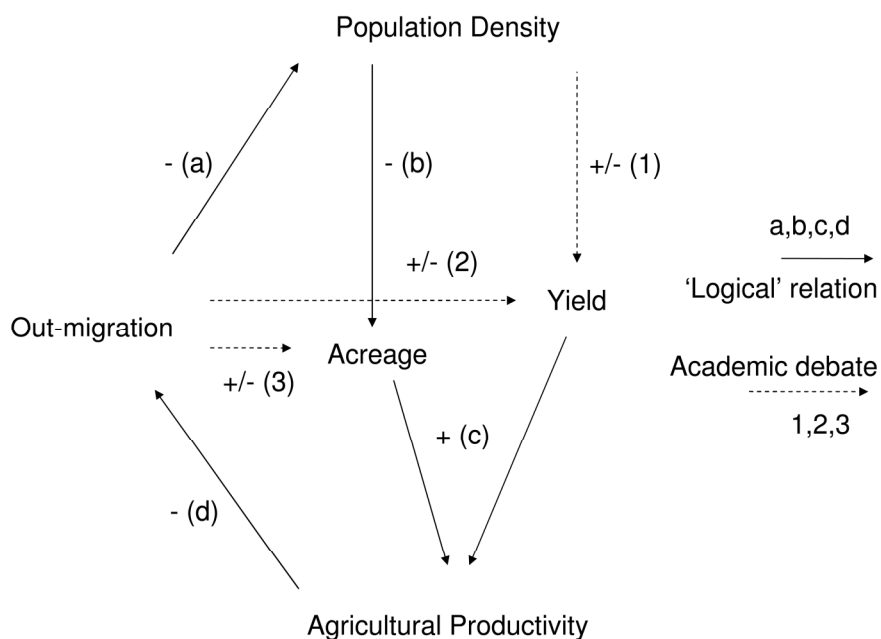 Population Density
- (a)
- (b)
+/- (1)
a,b,c,d
+/- (2)
Yield
'Logical' relation
Out-migration
Acreage
Academic debate
+/- (3)
1,2,3
+ (c)
- (d)
Agricultural Productivity